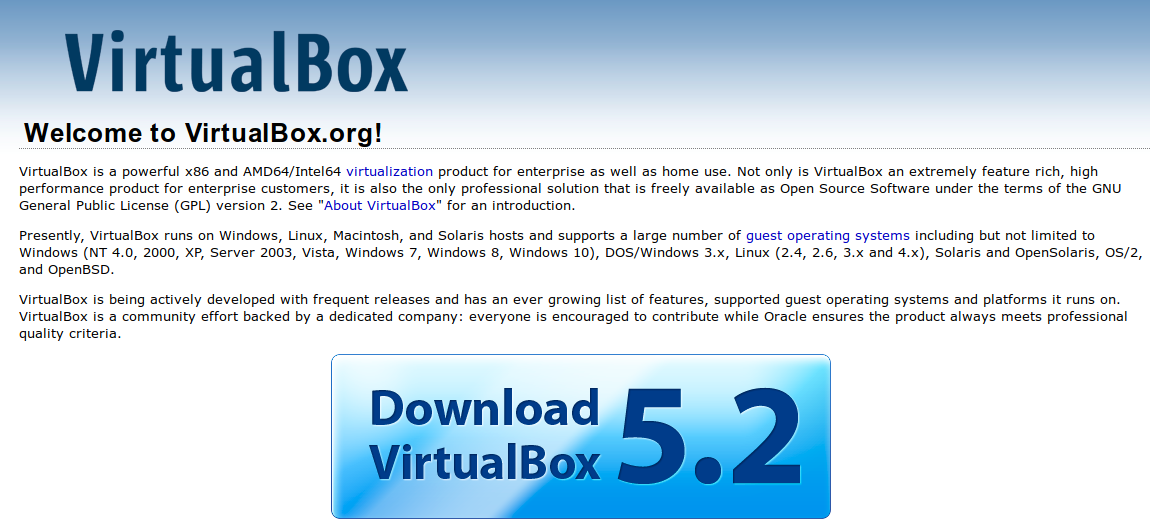 VirtualBox
Welcome to VirtualBox.org!
VirtualBox is a powerful x86 and AMD64/Intel64 virtualization product for enterprise as well as home use. Not only is VirtualBox an extremely feature rich, high
performance product for enterprise customers, it is also the only professional solution that is freely available as Open Source Software under the terms of the GNU
General Public License (GPL) version 2. See "About VirtualBox" for an introduction.
Presently, VirtualBox runs on Windows, Linux, Macintosh, and Solaris hosts and supports a large number of guest operating systems including but not limited to
Windows (NT 4.0, 2000, XP, Server 2003, Vista, Windows 7, Windows 8, Windows 10), DOS/Windows 3.x, Linux (2.4, 2.6, 3.x and 4.x), Solaris and OpenSolaris, OS/2,
and OpenBSD.
VirtualBox is being actively developed with frequent releases and has an ever growing list of features, supported guest operating systems and platforms it runs on.
VirtualBox is a community effort backed by a dedicated company: everyone is encouraged to contribute while Oracle ensures the product always meets professional
quality criteria.
Download
VirtualBox 5.2